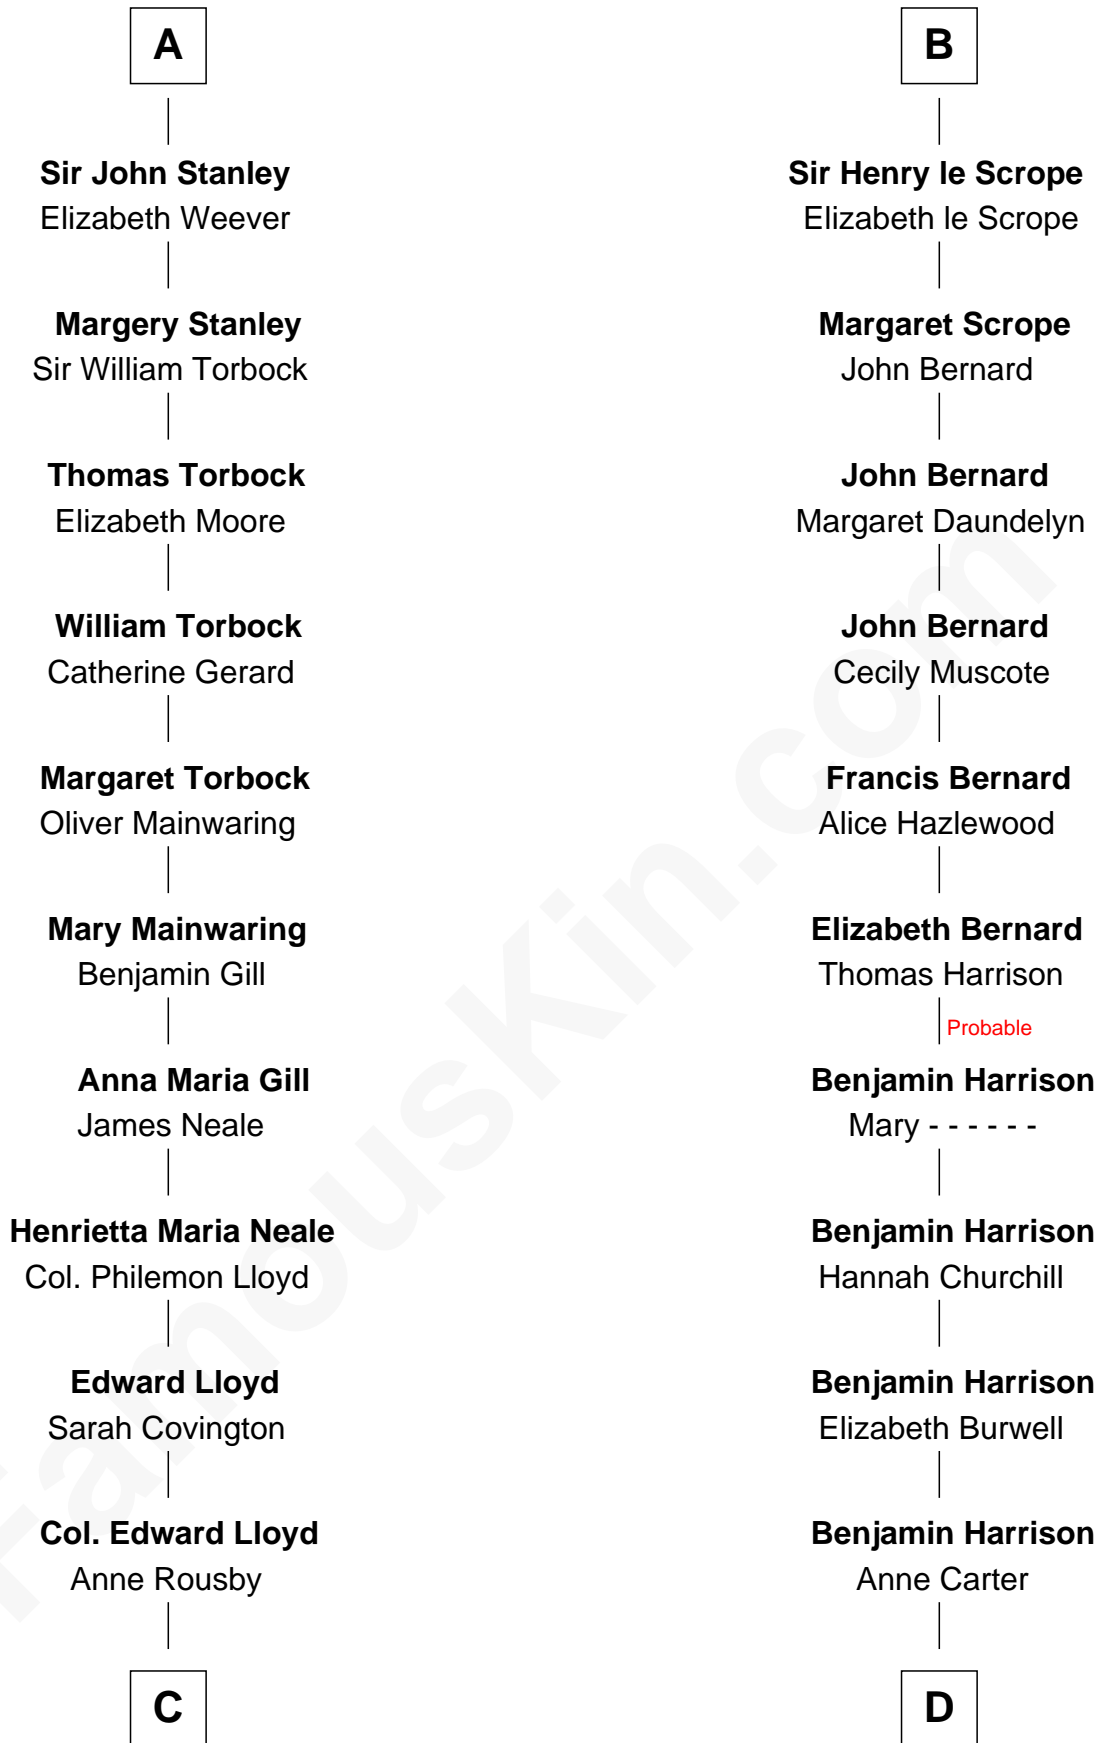 A
Sir John Stanley
Elizabeth Weever
Margery Stanley
Sir William Torbock
Thomas Torbock
Elizabeth Moore
William Torbock
Catherine Gerard
Margaret Torbock
Oliver Mainwaring
Mary Mainwaring
Benjamin Gill
Anna Maria Gill
James Neale
Henrietta Maria Neale
Col. Philemon Lloyd
Edward Lloyd
Sarah Covington
Col. Edward Lloyd
Anne Rousby
C
B
Sir Henry le Scrope
Elizabeth le Scrope
Margaret Scrope
John Bernard
John Bernard
Margaret Daundelyn
John Bernard
Cecily Muscote
Francis Bernard
Alice Hazlewood
Elizabeth Bernard
Thomas Harrison
Probable
Benjamin Harrison
Mary - - - - - -
Benjamin Harrison
Hannah Churchill
Benjamin Harrison
Elizabeth Burwell
Benjamin Harrison
Anne Carter
D
FamousKin.com